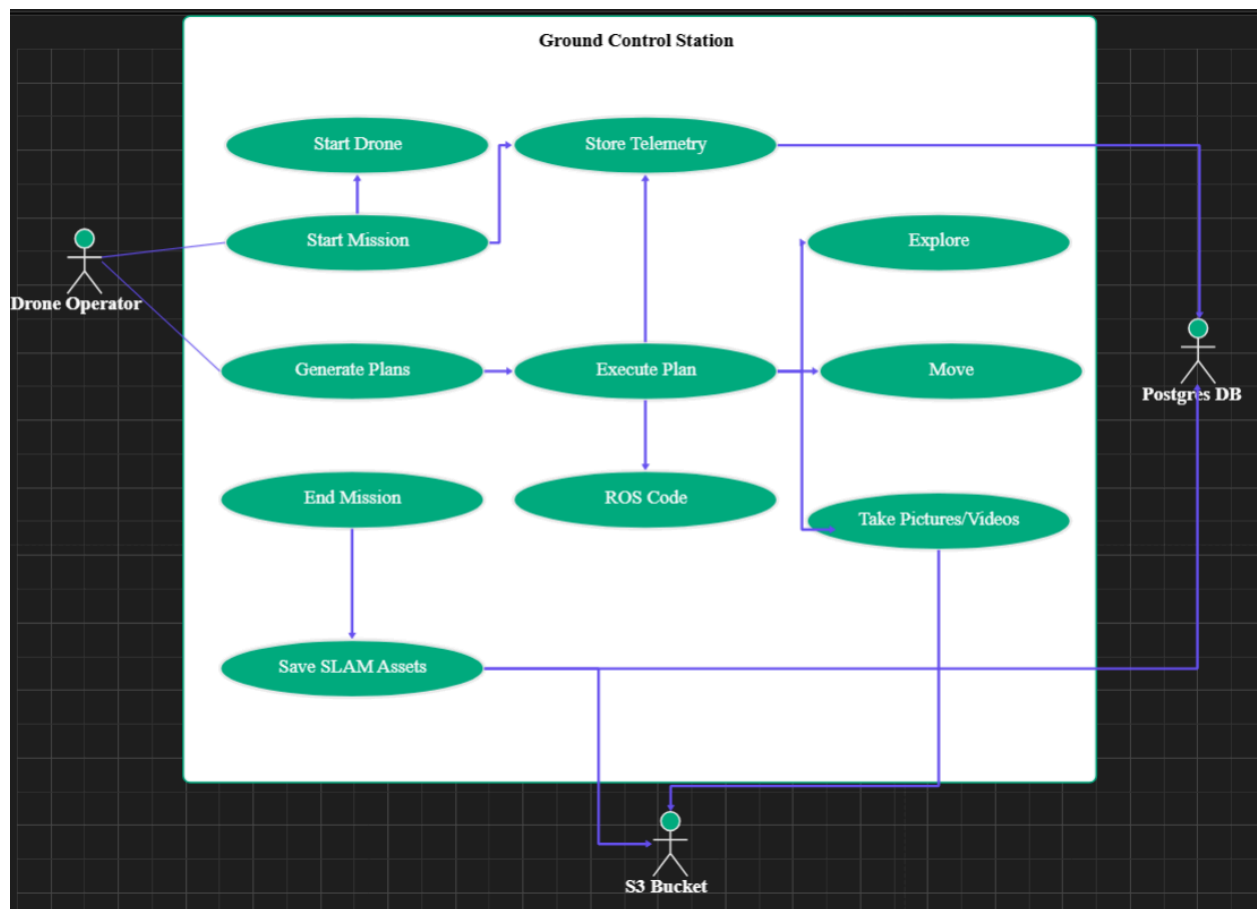 Ground Control Station
Start Drone
Store Telemetry
Start Mission
Explore
Drone Operator
Generate Plans
Execute Plan
Move
Postgres DB
End Mission
ROS Code
Take Pictures/Videos
Save SLAM Assets
S3 Bucket